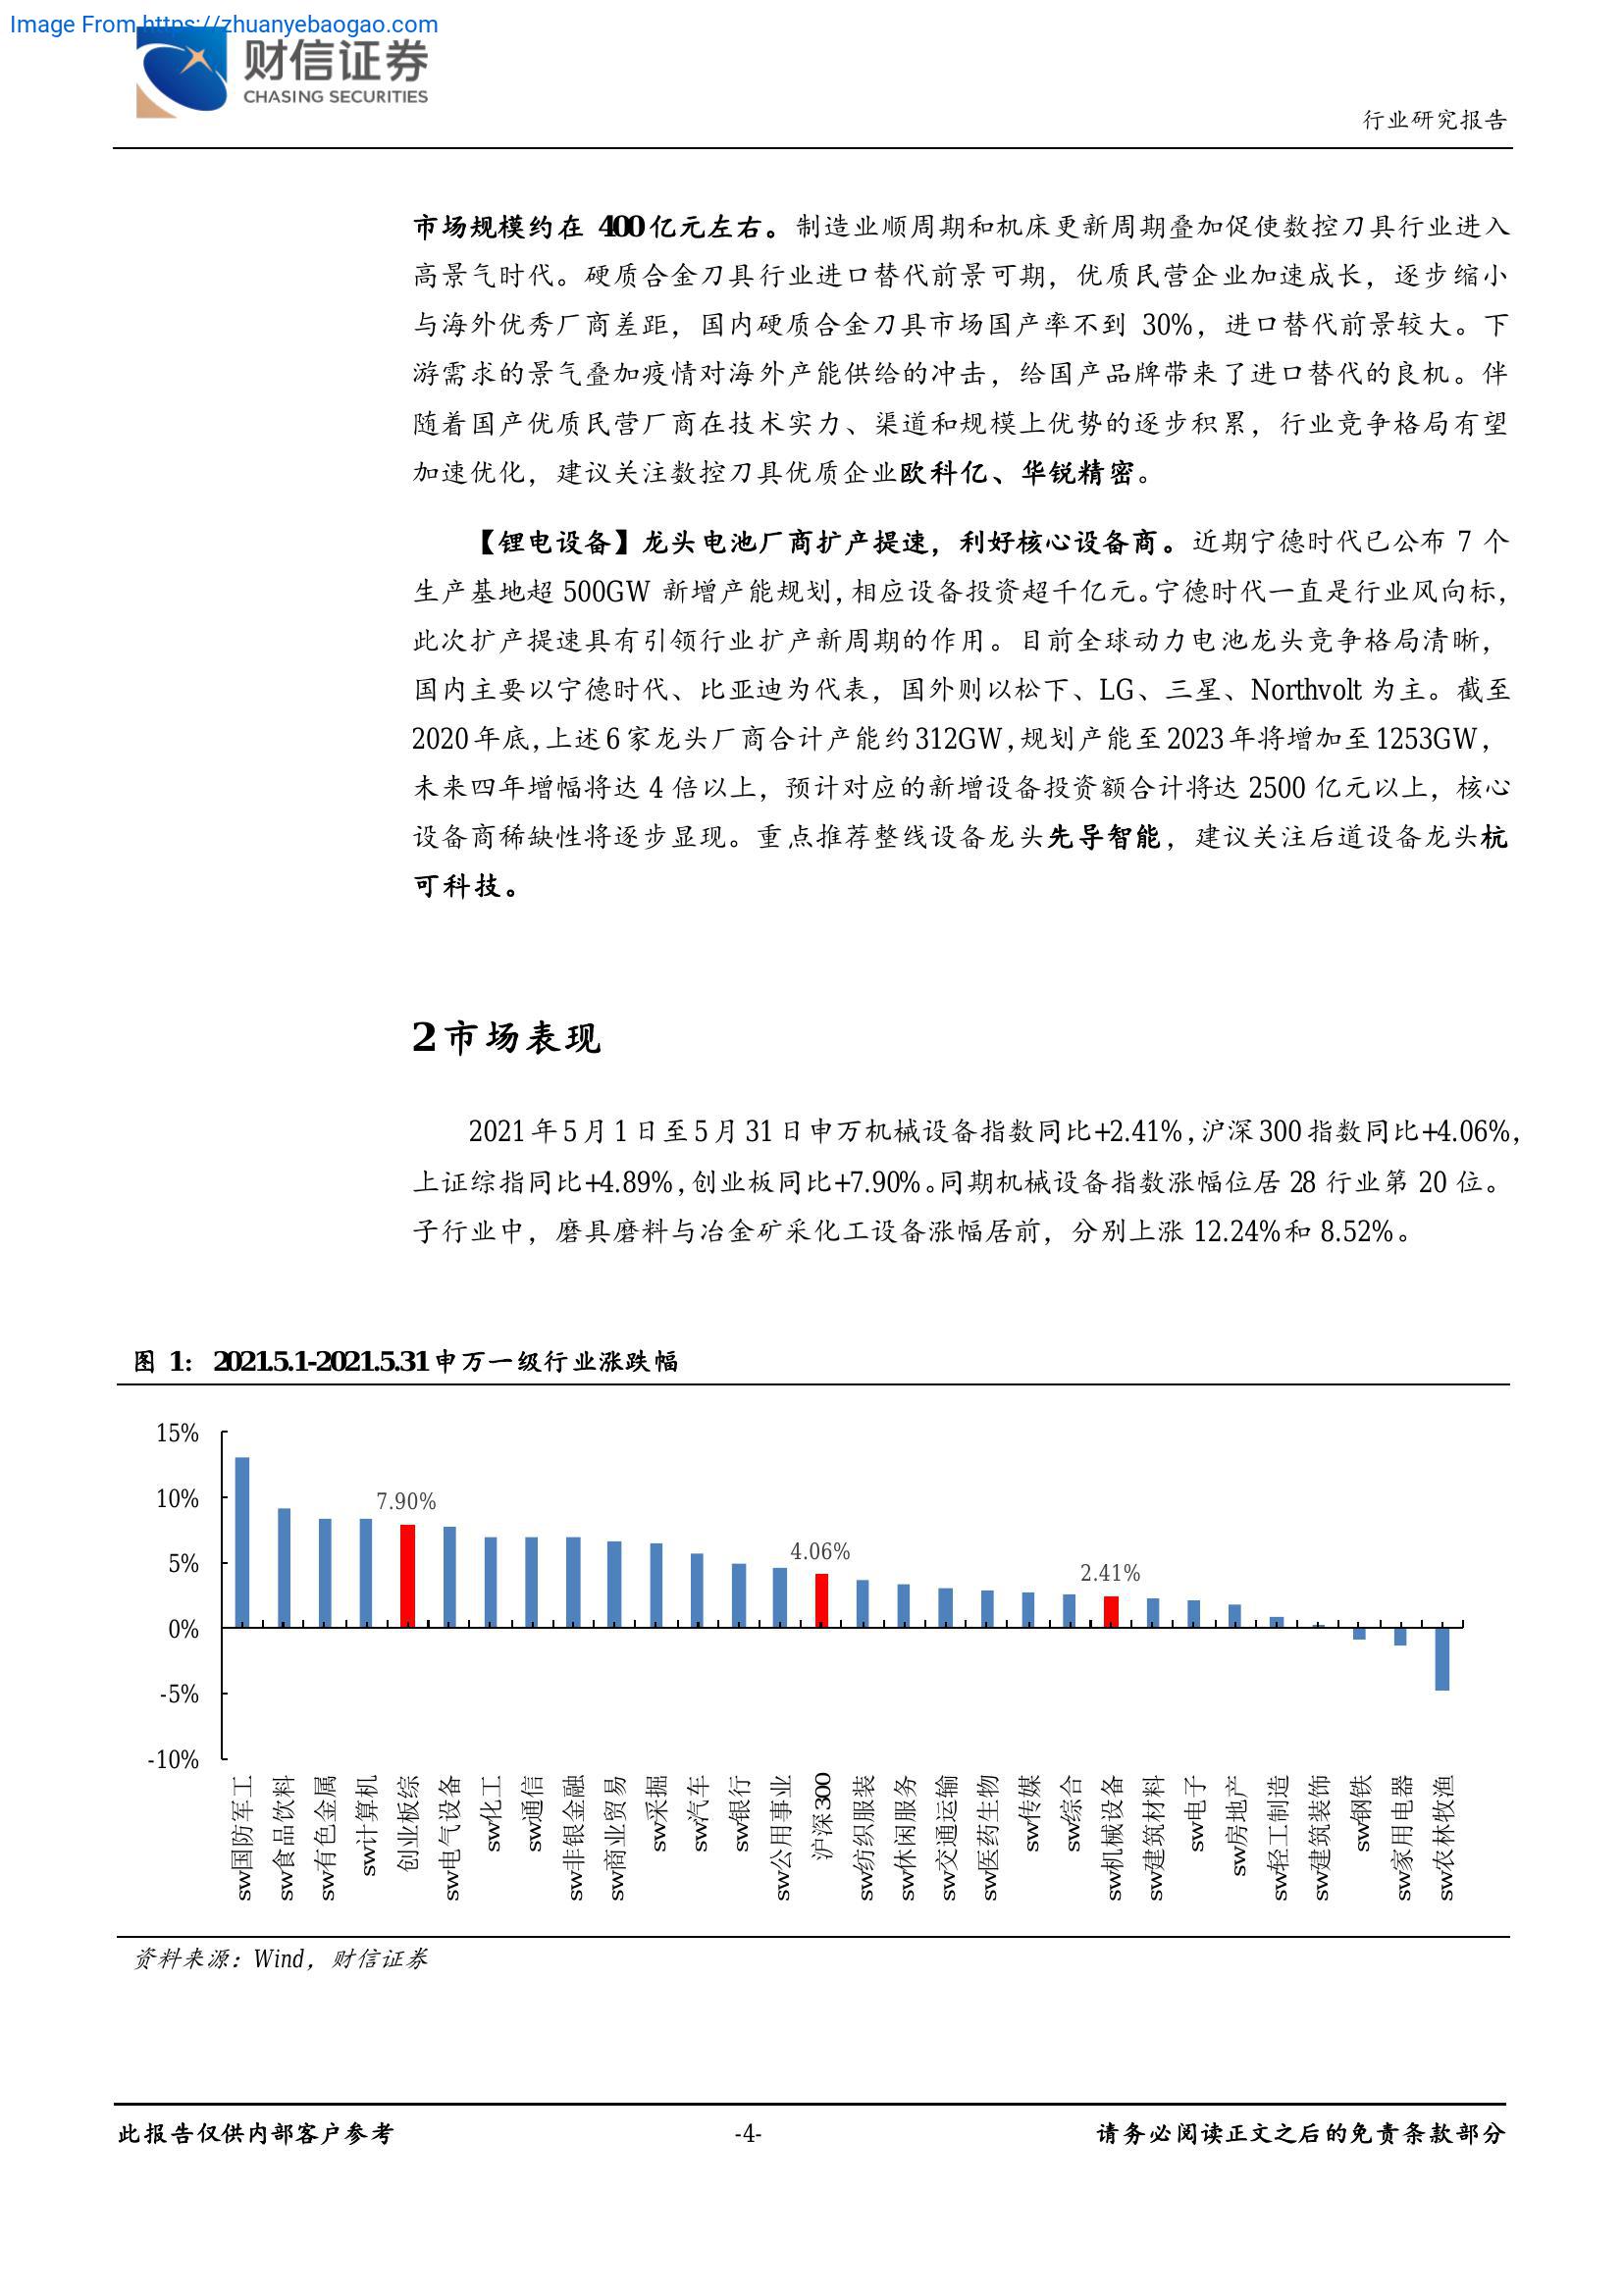 Image From https://zhuanyebaogao.com
财信证券
CHASING SECURITIES
行业研究报告
市场规模约在 400 亿元左右。制造业顺周期和机床更新周期叠加促使数控刀具行业进入
高景气时代。硬质合金刀具行业进口替代前景可期，优质民营企业加速成长，逐步缩小
与海外优秀厂商差距，国内硬质合金刀具市场国产率不到 30%，进口替代前景较大。下
游需求的景气叠加疫情对海外产能供给的冲击，给国产品牌带来了进口替代的良机。伴
随着国产优质民营厂商在技术实力、渠道和规模上优势的逐步积累，行业竞争格局有望
加速优化，建议关注数控刀具优质企业欧科亿、华锐精密。
【锂电设备】龙头电池厂商扩产提速，利好核心设备商。近期宁德时代已公布 7 个
生产基地超 500GW 新增产能规划，相应设备投资超千亿元。宁德时代一直是行业风向标，
此次扩产提速具有引领行业扩产新周期的作用。目前全球动力电池龙头竞争格局清晰，
国内主要以宁德时代、比亚迪为代表，国外则以松下、LG、三星、Northvolt 为主。截至
2020 年底，上述 6 家龙头厂商合计产能约 312GW，规划产能至 2023 年将增加至 1253GW，
未来四年增幅将达 4 倍以上，预计对应的新增设备投资额合计将达 2500 亿元以上，核心
设备商稀缺性将逐步显现。重点推荐整线设备龙头先导智能，建议关注后道设备龙头杭
可科技。
2 市场表现
2021 年 5 月 1 日至 5 月 31 日申万机械设备指数同比+2.41%，沪深 300 指数同比+4.06%，
上证综指同比+4.89%，创业板同比+7.90%。同期机械设备指数涨幅位居 28 行业第 20 位。
子行业中，磨具磨料与冶金矿采化工设备涨幅居前，分别上涨 12.24%和 8.52%。
图 1： 2021.5.1-2021.5.31 申万一级行业涨跌幅
15%
10%
5%
0%
-5%
-10%
7.90%
4.06%
2.41%
sw国防军工
sw食品饮料
sw有色金属
sw计算机
创业板综
sw电气设备
sw化工
sw通信
sw非银金融
sw商业贸易
sw采掘
sw汽车
sw银行
sw公用事业
沪深300
sw纺织服装
sw休闲服务
sw交通运输
sw医药生物
sw传媒
sw综合
sw机械设备
sw建筑材料
sw电子
sw房地产
sw轻工制造
sw建筑装饰
sw钢铁
sw家用电器
sw农林牧渔
资料来源：Wind，财信证券
此报告仅供内部客户参考
-4-
请务必阅读正文之后的免责条款部分